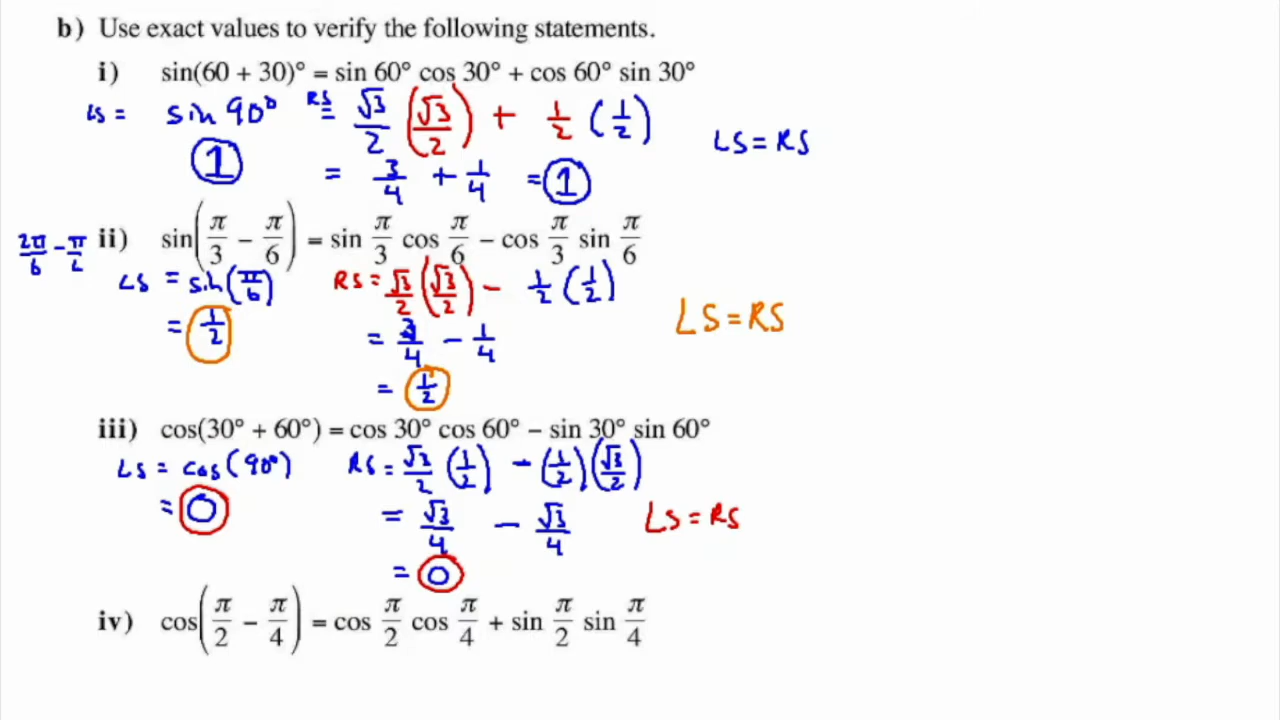 b) Use exact values to verify the following statements.
i) sin(60 + 30)° = sin 60° cos 30° + cos 60° sin 30°
LS = sin 90° RS = √3/2 (√3/2) + 1/2 (1/2)
LS = RS
1 = 3/4 + 1/4 = 1
ii) sin(π/3 − π/6) = sin π/3 cos π/6 − cos π/3 sin π/6
LS = sin(π/6) RS = √3/2 (√3/2) − 1/2 (1/2)
= 1/2 = 3/4 − 1/4
LS = RS
= 1/2
iii) cos(30° + 60°) = cos 30° cos 60° − sin 30° sin 60°
LS = cos(90°) RS = √3/2 (1/2) − (1/2)(√3/2)
= 0 = √3/4 − √3/4 LS = RS
= 0
iv) cos(π/2 − π/4) = cos π/2 cos π/4 + sin π/2 sin π/4